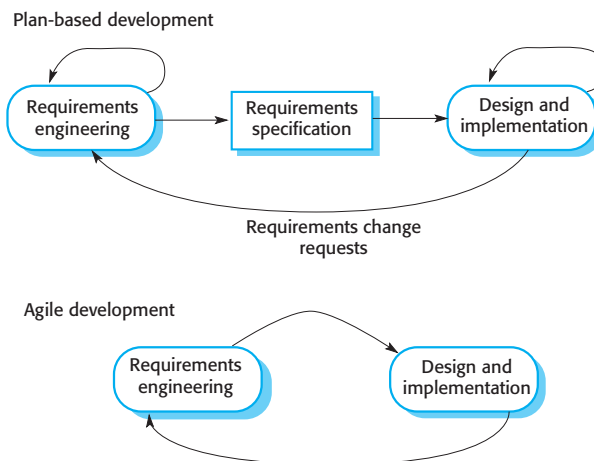 Plan-based development
Requirements
engineering
Requirements
specification
Design and
implementation
Requirements change
requests
Agile development
Requirements
engineering
Design and
implementation